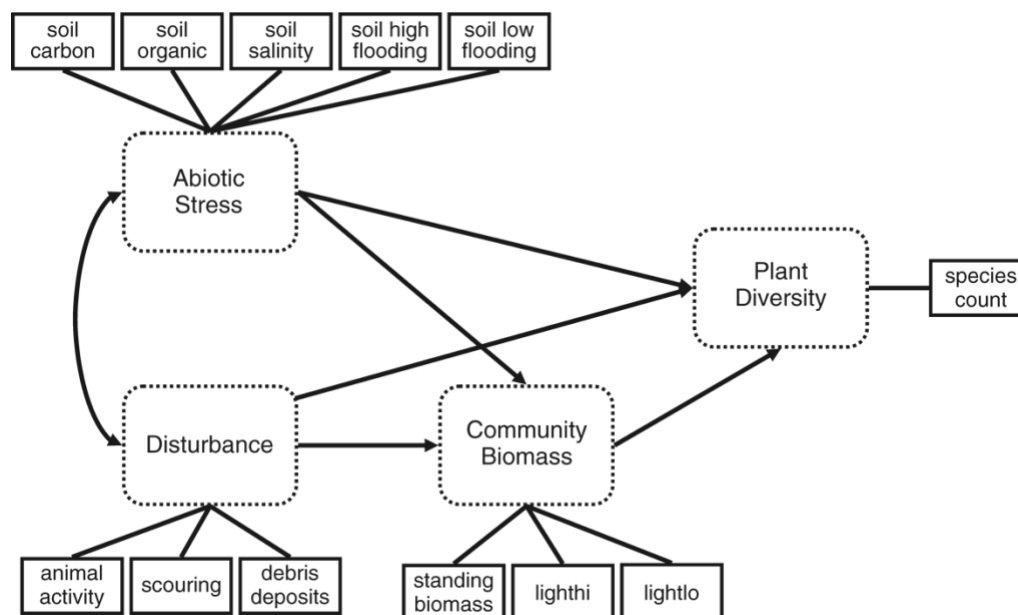 soil
carbon
soil
organic
soil
salinity
soil high
flooding
soil low
flooding
Abiotic
Stress
Plant
Diversity
species
count
Disturbance
Community
Biomass
animal
activity
scouring
debris
deposits
standing
biomass
lighthi
lightlo